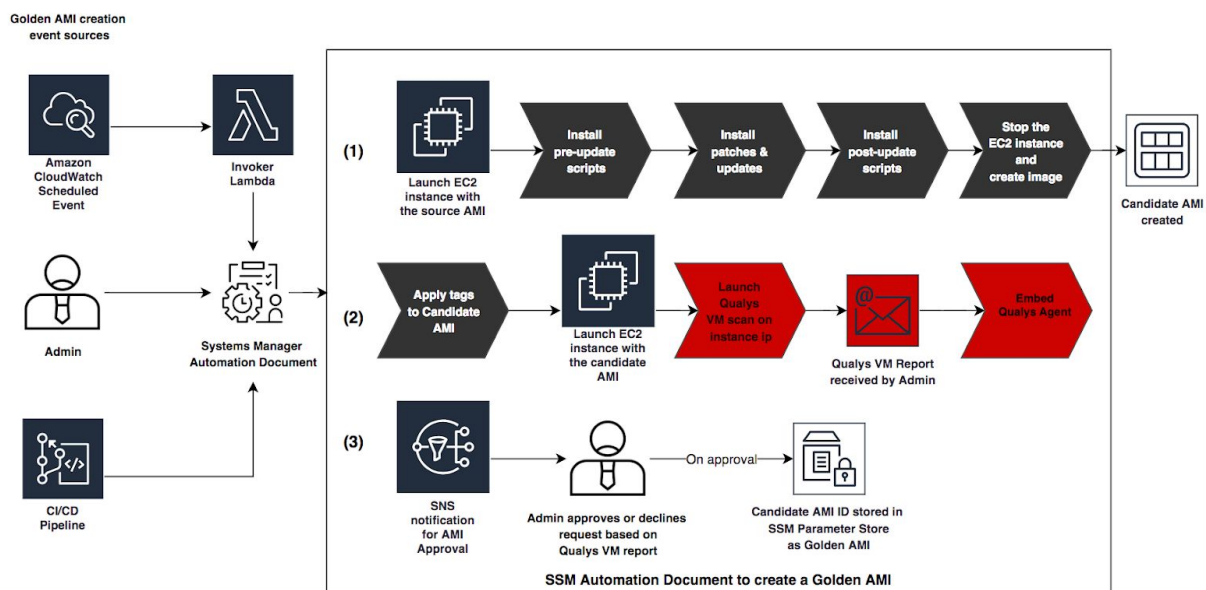 Golden AMI creation
event sources
Amazon
CloudWatch
Scheduled
Event
Invoker
Lambda
Admin
Systems Manager
Automation Document
CI/CD
Pipeline
(1)
Launch EC2
instance with
the source AMI
Install
pre-update
scripts
Install
patches &
updates
Install
post-update
scripts
Stop the
EC2 instance
and
create image
Candidate AMI
created
(2)
Apply tags
to Candidate
AMI
Launch EC2
instance with
the candidate
AMI
Launch
Qualys
VM scan on
instance ip
@
Qualys VM Report
received by Admin
Embed
Qualys Agent
(3)
SNS
notification
for AMI
Approval
Admin approves or declines
request based on
Qualys VM report
On approval
Candidate AMI ID stored in
SSM Parameter Store
as Golden AMI
SSM Automation Document to create a Golden AMI